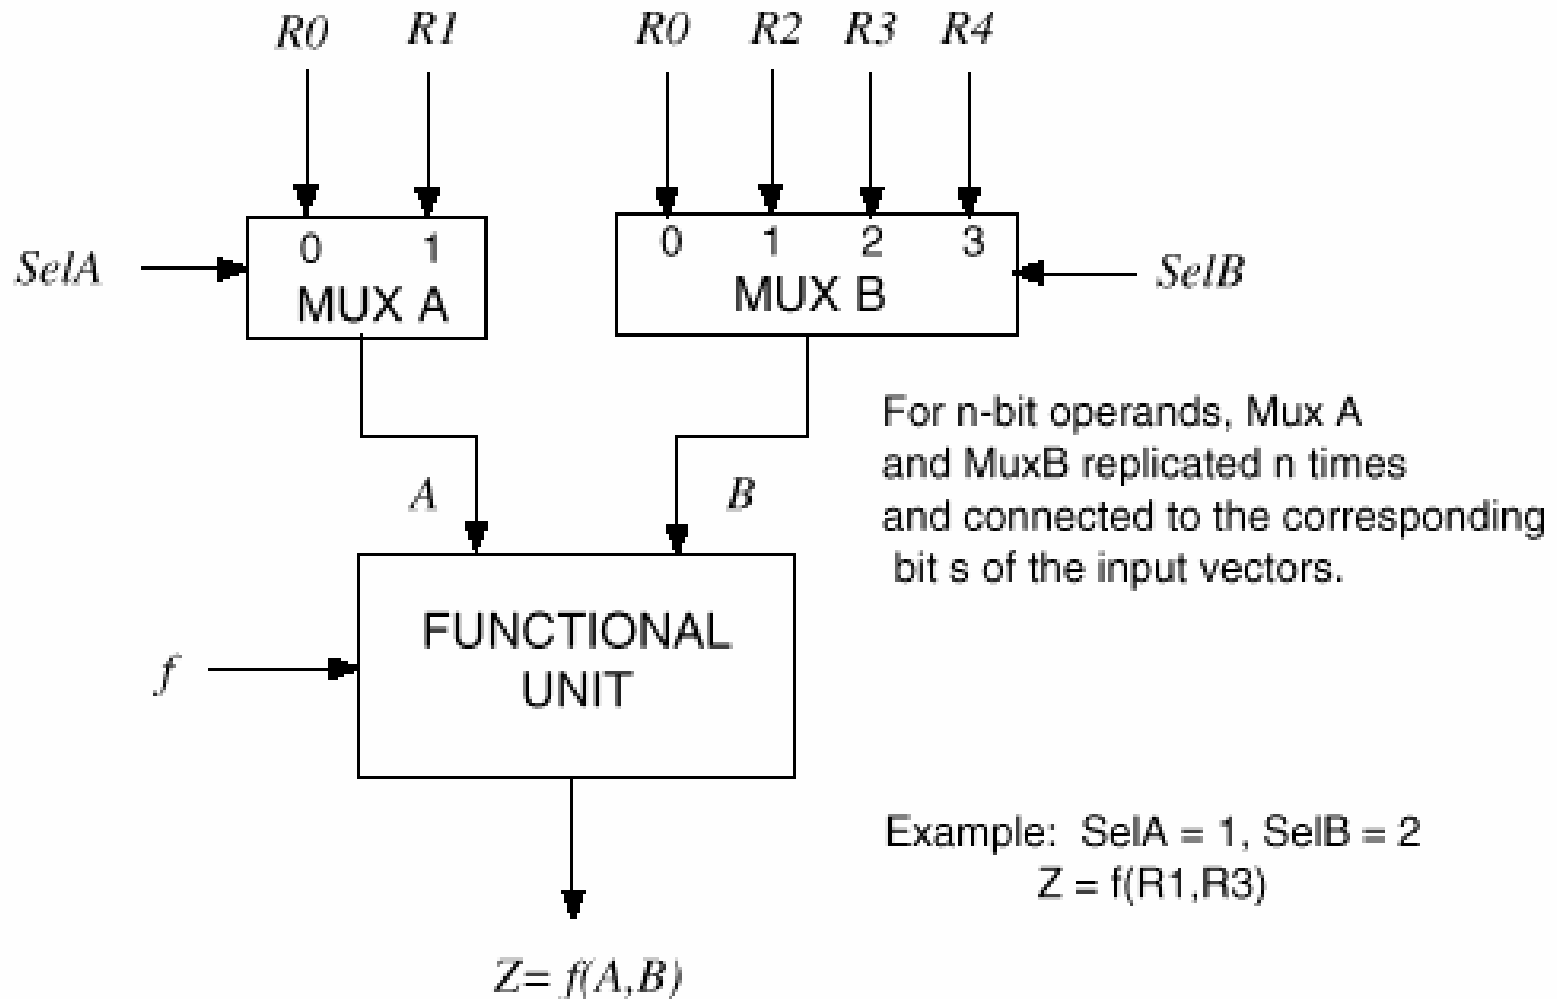 R0 R1 R0 R2 R3 R4
0 1 0 1 2 3
SelA MUX A MUX B SelB
For n-bit operands, Mux A
and MuxB replicated n times
and connected to the corresponding
bit s of the input vectors.
A B
FUNCTIONAL
UNIT
f
Example: SelA = 1, SelB = 2
Z = f(R1,R3)
Z= f(A,B)